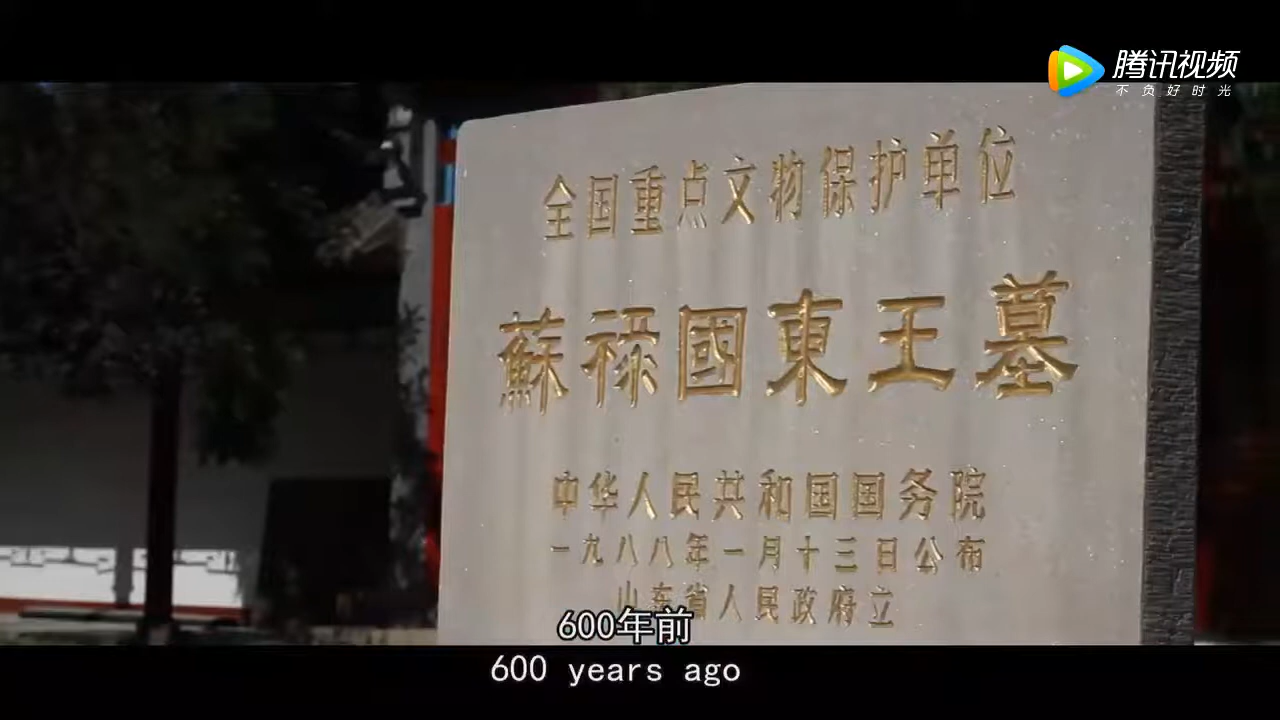 腾讯视频
不负好时光
全国重点文物保护单位
蘇禄國東王墓
中华人民共和国国务院
一九八八年一月十三日公布
山东省人民政府立
600年前
600 years ago